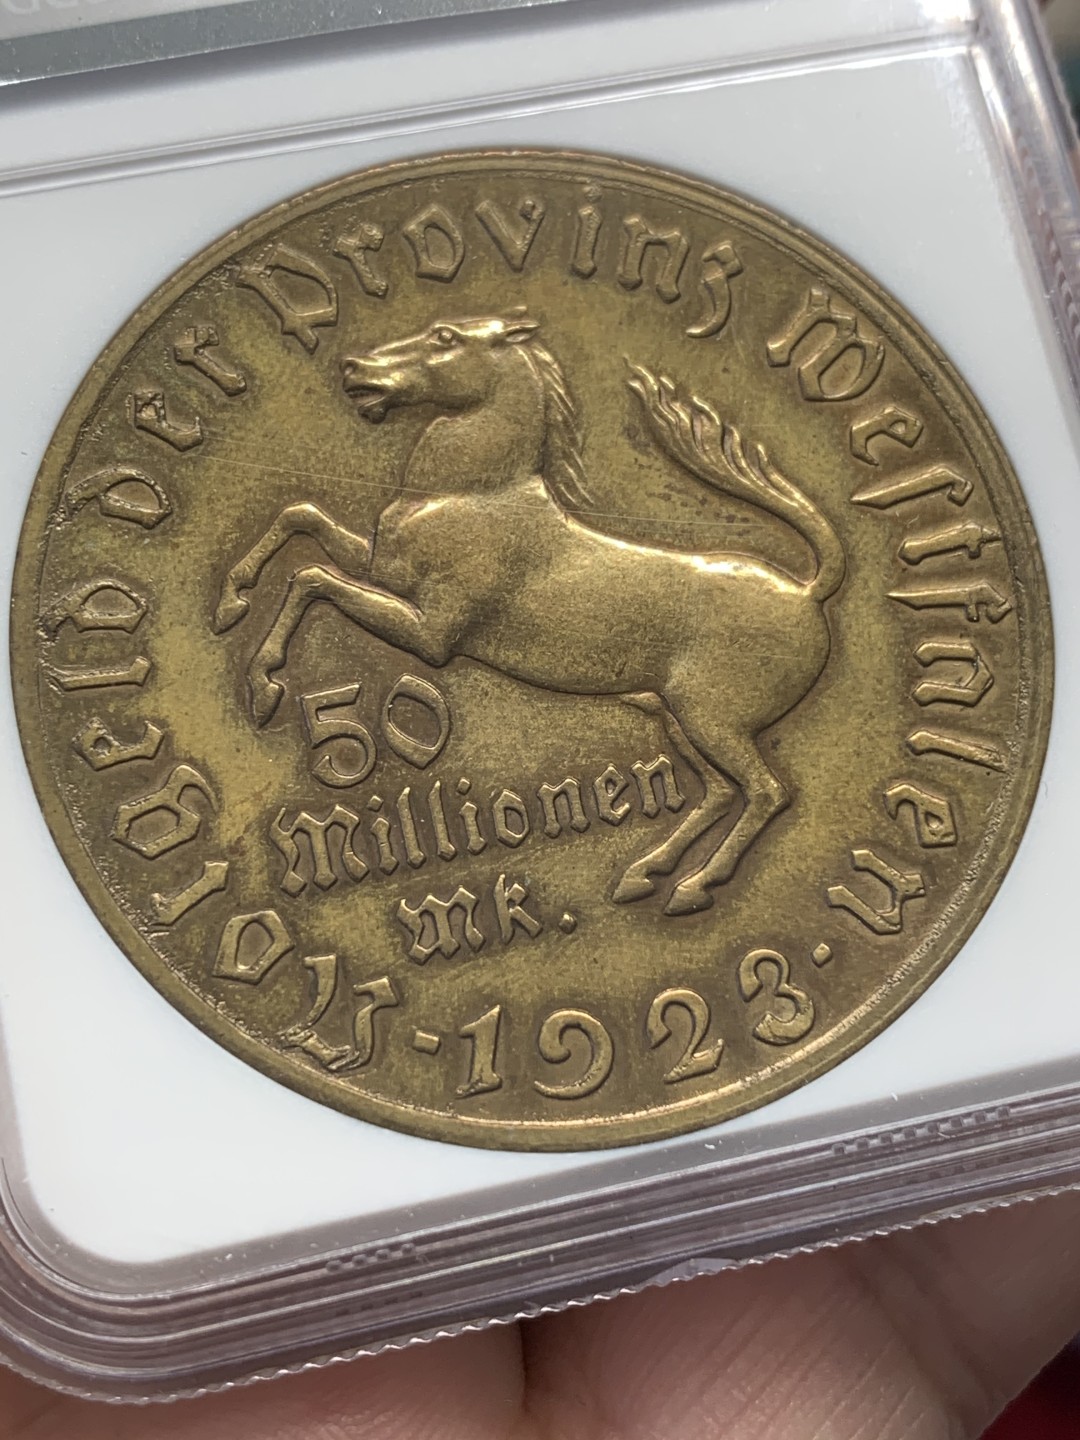 Notgeld der Provinz Westfalen
50
Millionen
Mk.
·1923·